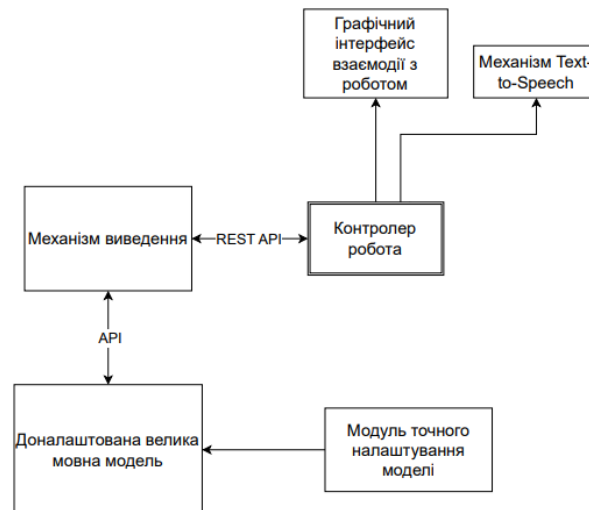 Графічний
інтерфейс
взаємодії з
роботом
Механізм Text-
to-Speech
Механізм виведення
REST API
Контролер
робота
API
Доналаштована велика
мовна модель
Модуль точного
налаштування
моделі